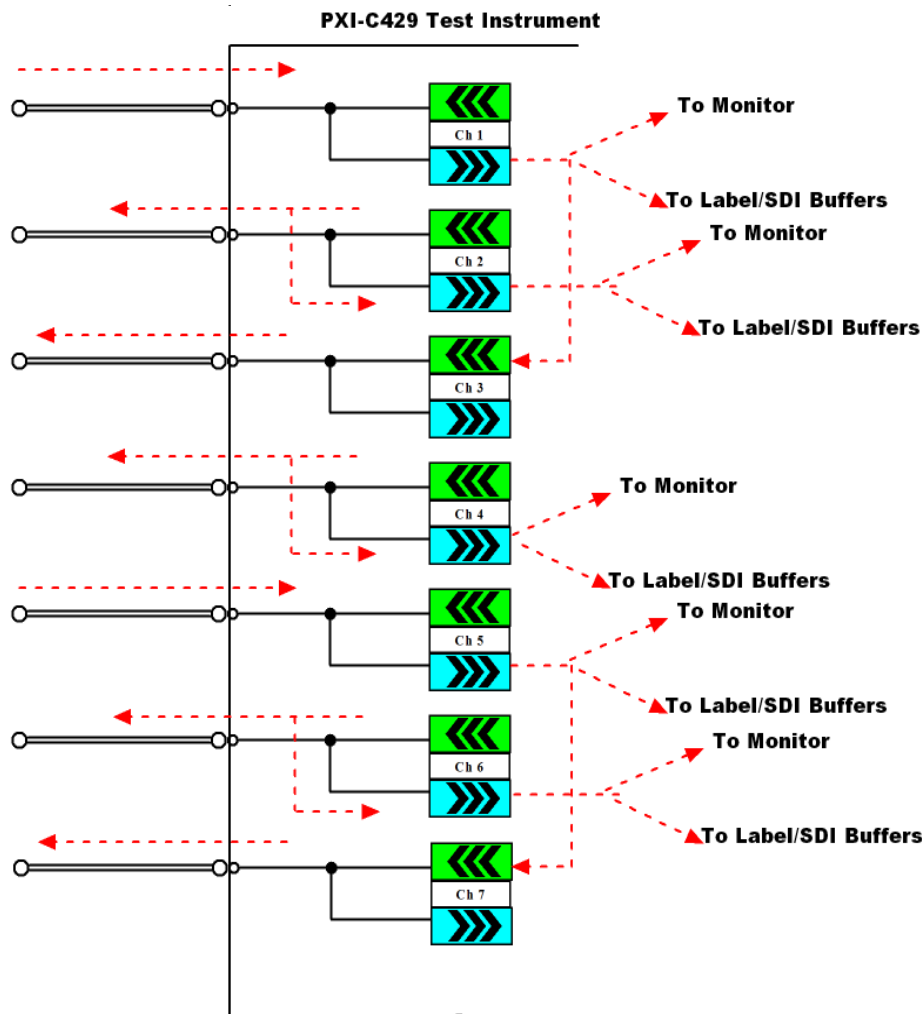 PXI-C429 Test Instrument
To Monitor
Ch 1
To Label/SDI Buffers
To Monitor
Ch 2
To Label/SDI Buffers
Ch 3
To Monitor
Ch 4
To Label/SDI Buffers
To Monitor
Ch 5
To Label/SDI Buffers
To Monitor
Ch 6
To Label/SDI Buffers
Ch 7